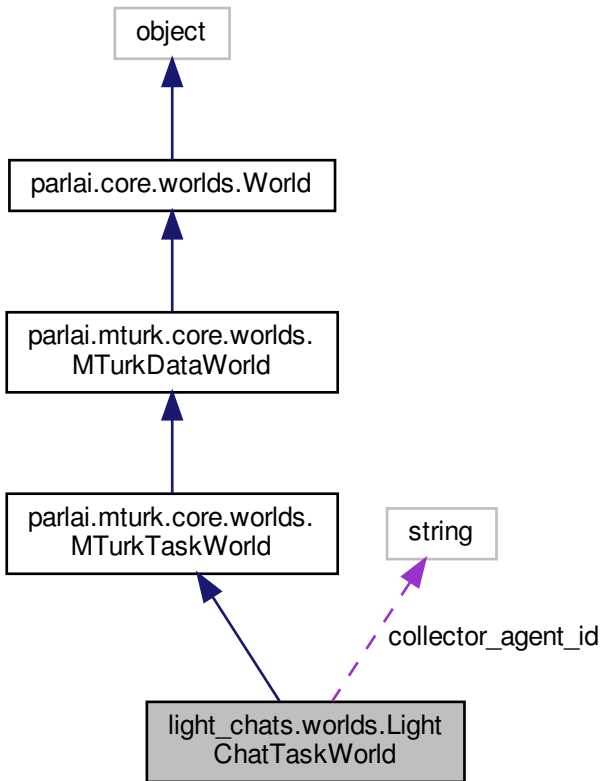 object
parlai.core.worlds.World
parlai.mturk.core.worlds.
MTurkDataWorld
parlai.mturk.core.worlds.
MTurkTaskWorld
string
collector_agent_id
light_chats.worlds.Light
ChatTaskWorld